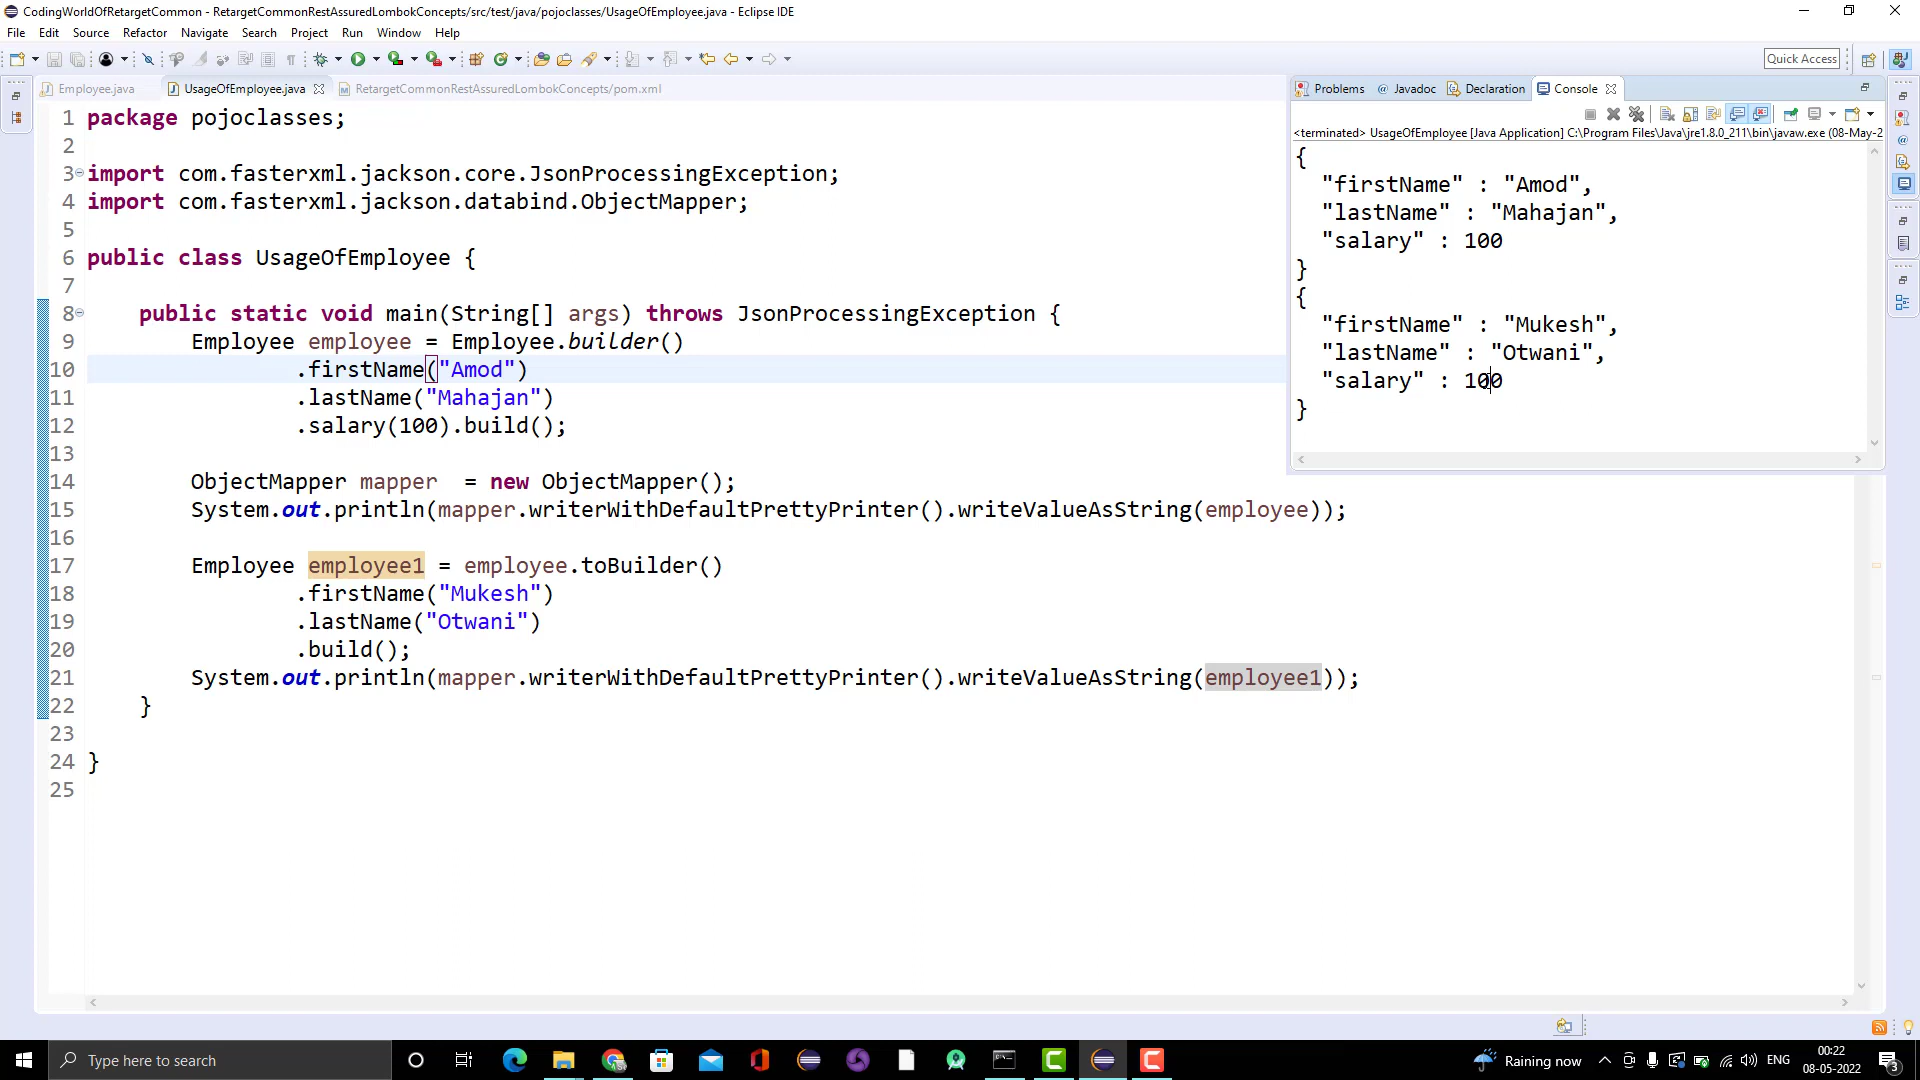 CodingWorldOfRetargetCommon - RetargetCommonRestAssuredLombokConcepts/src/test/java/pojoclasses/UsageOfEmployee.java - Eclipse IDE
File Edit Source Refactor Navigate Search Project Run Window Help
Quick Access
Employee.java UsageOfEmployee.java RetargetCommonRestAssuredLombokConcepts/pom.xml
1 package pojoclasses;
2
3 import com.fasterxml.jackson.core.JsonProcessingException;
4 import com.fasterxml.jackson.databind.ObjectMapper;
5
6 public class UsageOfEmployee {
7
8 public static void main(String[] args) throws JsonProcessingException {
9 Employee employee = Employee.builder()
10 .firstName("Amod")
11 .lastName("Mahajan")
12 .salary(100).build();
13
14 ObjectMapper mapper  = new ObjectMapper();
15 System.out.println(mapper.writerWithDefaultPrettyPrinter().writeValueAsString(employee));
16
17 Employee employee1 = employee.toBuilder()
18 .firstName("Mukesh")
19 .lastName("Otwani")
20 .build();
21 System.out.println(mapper.writerWithDefaultPrettyPrinter().writeValueAsString(employee1));
22 }
23
24 }
25
Problems @ Javadoc Declaration Console
<terminated> UsageOfEmployee [Java Application] C:\Program Files\Java\jre1.8.0_211\bin\javaw.exe (08-May-2
{
"firstName" : "Amod",
"lastName" : "Mahajan",
"salary" : 100
}
{
"firstName" : "Mukesh",
"lastName" : "Otwani",
"salary" : 100
}
Type here to search
Raining now
ENG
00:22
08-05-2022
3